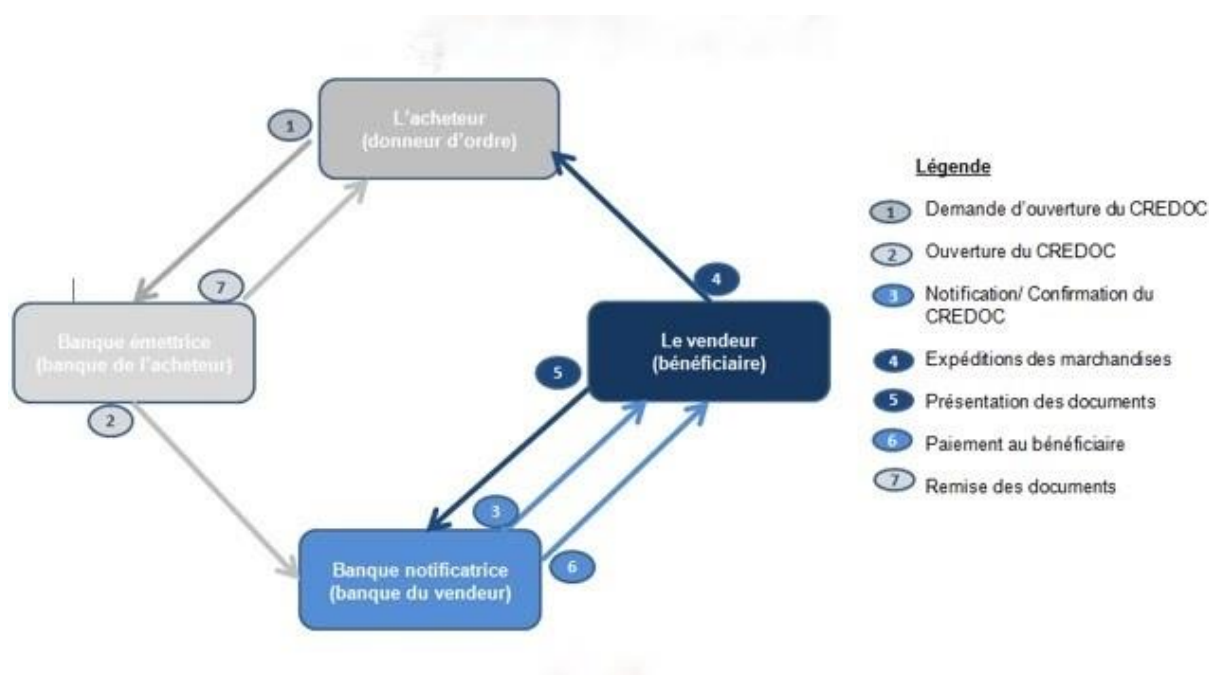 L'acheteur
(donneur d'ordre)
1
7
4
Banque émettrice
(banque de l'acheteur)
Le vendeur
(bénéficiaire)
5
2
3
6
Banque notificatrice
(banque du vendeur)
Légende
1 Demande d'ouverture du CREDOC
2 Ouverture du CREDOC
3 Notification/ Confirmation du
CREDOC
4 Expéditions des marchandises
5 Présentation des documents
6 Paiement au bénéficiaire
7 Remise des documents